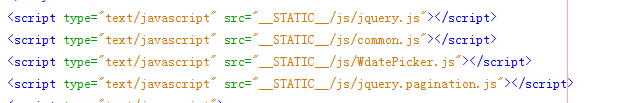 <script type="text/javascript" src="__STATIC__/js/jquery.js"></script>
<script type="text/javascript" src="__STATIC__/js/common.js"></script>
<script type="text/javascript" src="__STATIC__/js/WdatePicker.js"></script>
<script type="text/javascript" src="__STATIC__/js/jquery.pagination.js"></script>